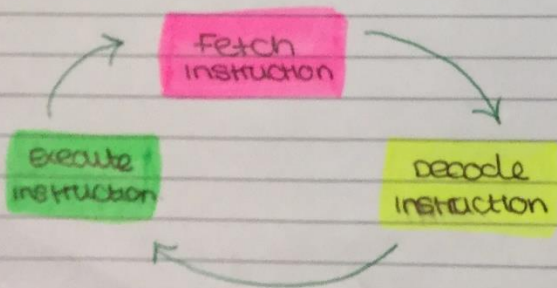 Fetch
instruction
Decode
instruction
execute
instruction